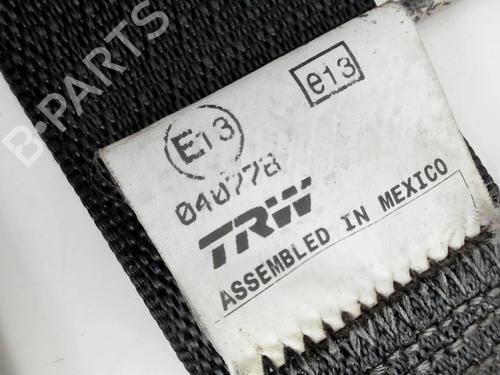 B-PARTS
E13
e13
040778
TRW
ASSEMBLED IN MEXICO